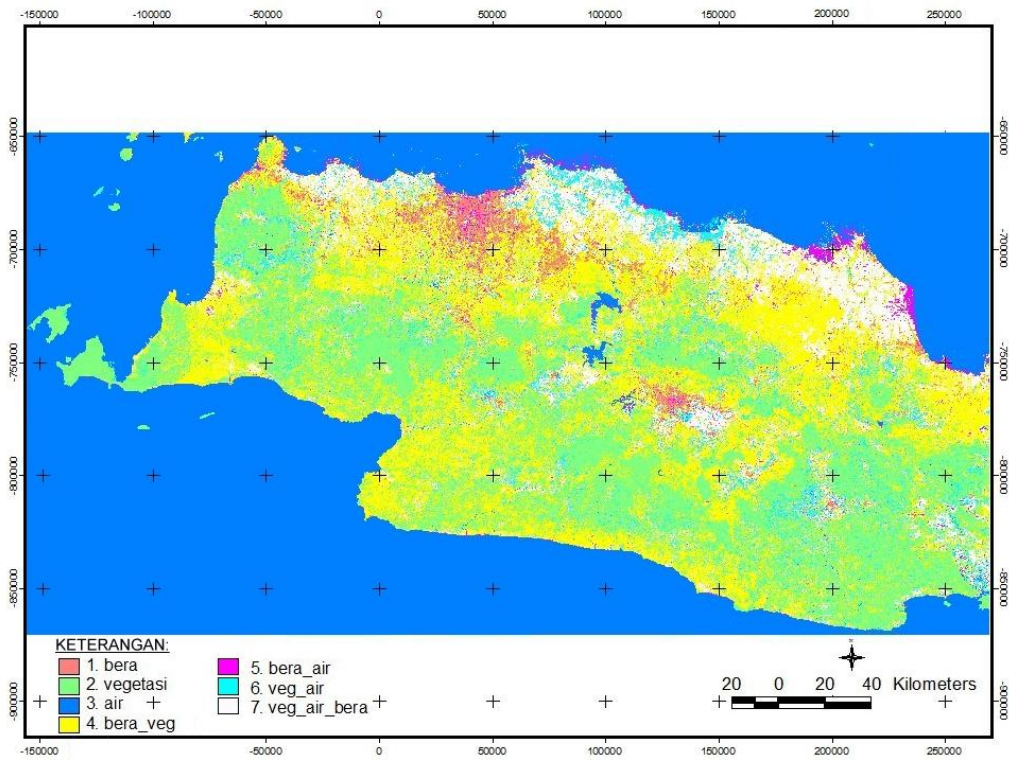 -150000 -100000 -50000 0 50000 100000 150000 200000 250000
-650000 -650000
-700000 -700000
-750000 -750000
-800000 -800000
-850000 -850000
-900000 -900000
KETERANGAN:
1. bera
2. vegetasi
3. air
4. bera_veg
5. bera_air
6. veg_air
7. veg_air_bera
20 0 20 40 Kilometers
-150000 -100000 -50000 0 50000 100000 150000 200000 250000